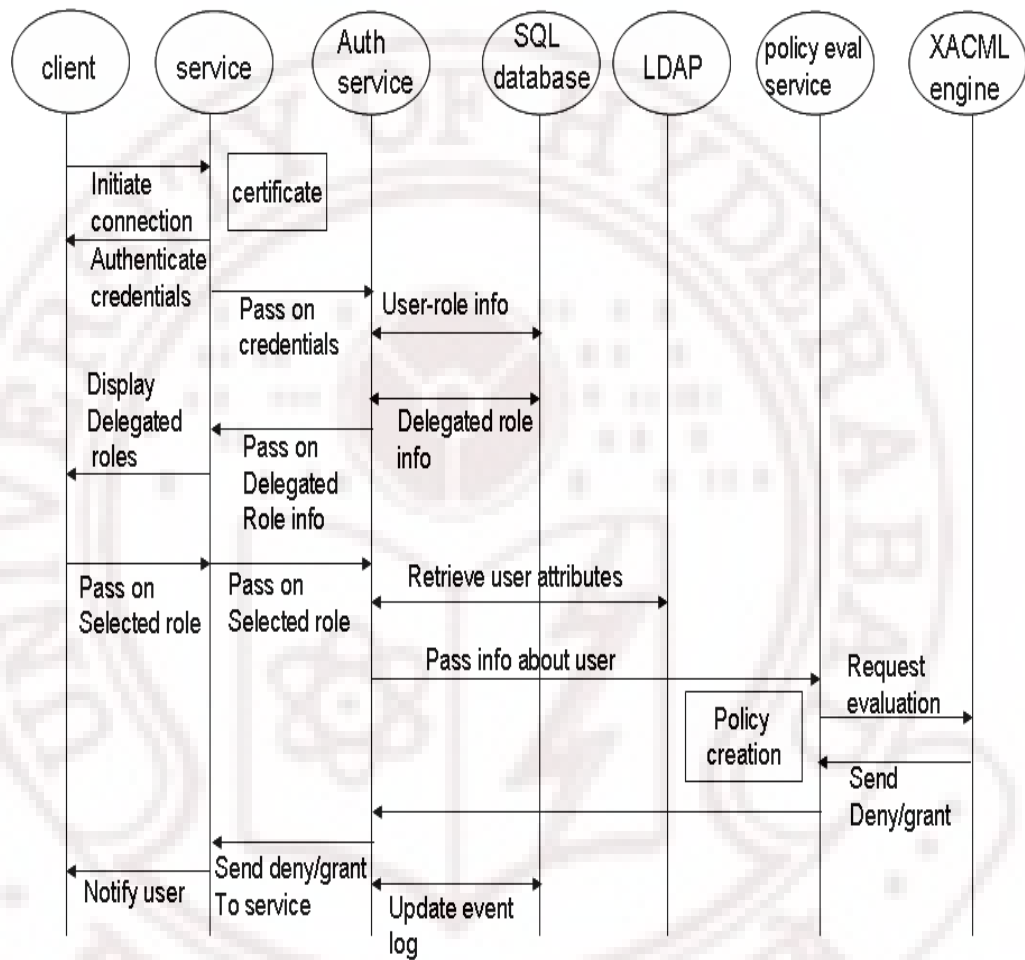 client
service
Auth
service
SQL
database
LDAP
policy eval
service
XACML
engine
Initiate
connection
certificate
Authenticate
credentials
Pass on
credentials
User-role info
Display
Delegated
roles
Delegated role
info
Pass on
Delegated
Role info
Pass on
Selected role
Pass on
Selected role
Retrieve user attributes
Pass info about user
Request
evaluation
Policy
creation
Send
Deny/grant
Send deny/grant
To service
Notify user
Update event
log